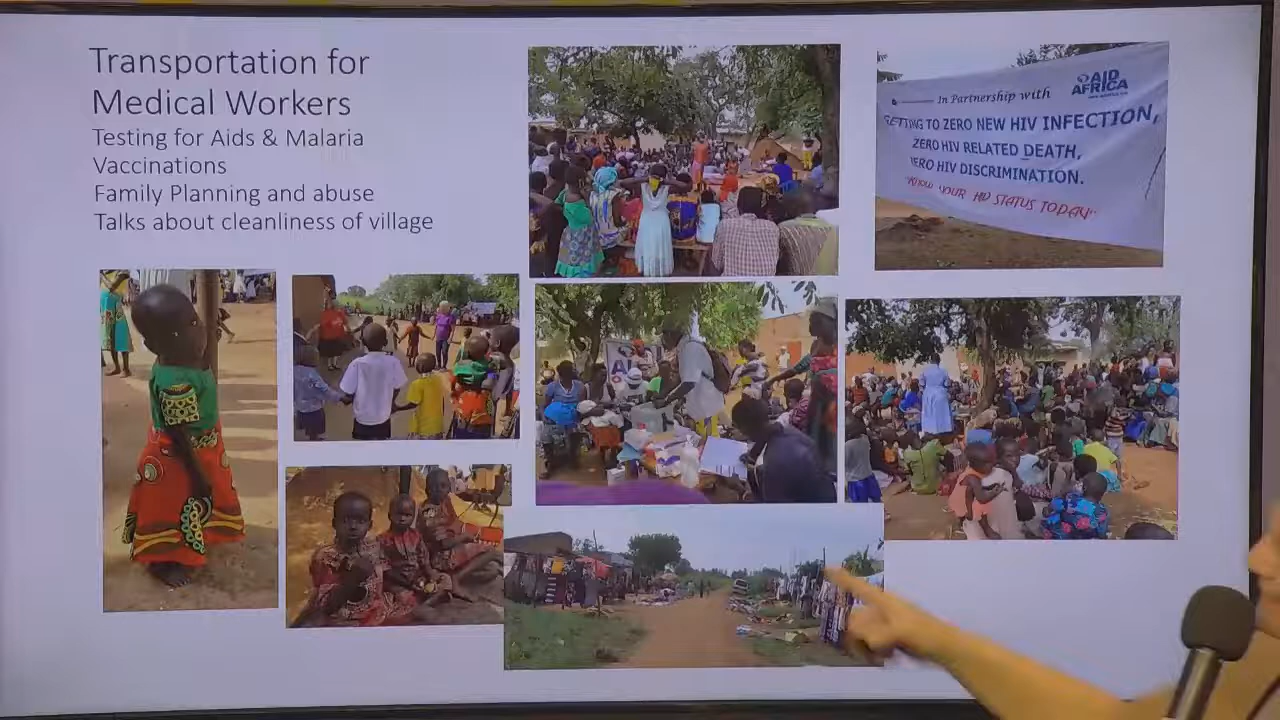 Transportation for
Medical Workers
Testing for Aids & Malaria
Vaccinations
Family Planning and abuse
Talks about cleanliness of village
In Partnership with
AID
AFRICA
GETTING TO ZERO NEW HIV INFECTION,
ZERO HIV RELATED DEATH,
ZERO HIV DISCRIMINATION.
"KNOW YOUR HIV STATUS TODAY"